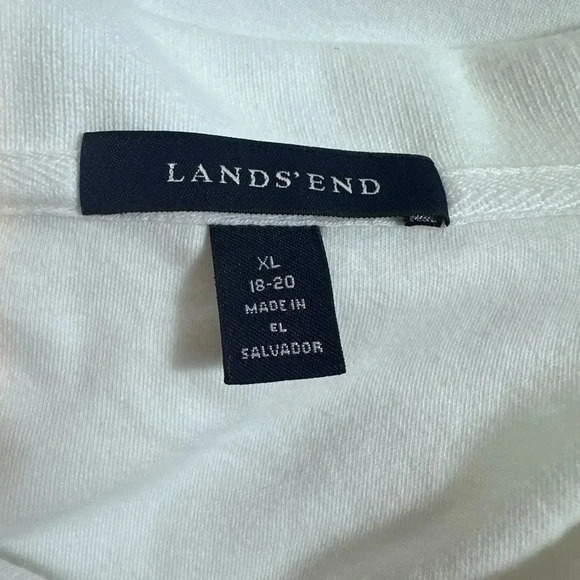 LANDS' END
XL
18-20
MADE IN
EL
SALVADOR